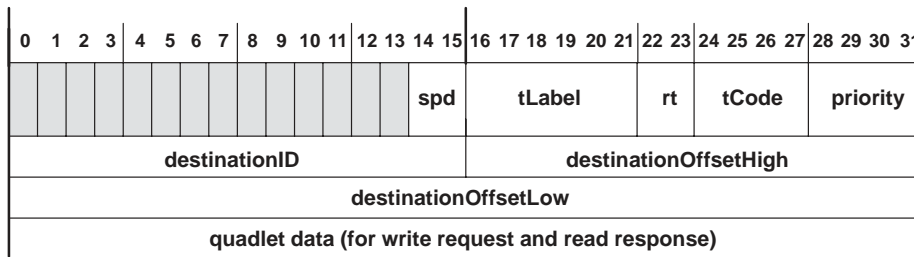 0 1 2 3 4 5 6 7 8 9 10 11 12 13 14 15 16 17 18 19 20 21 22 23 24 25 26 27 28 29 30 31
spd tLabel rt tCode priority
destinationID destinationOffsetHigh
destinationOffsetLow
quadlet data (for write request and read response)